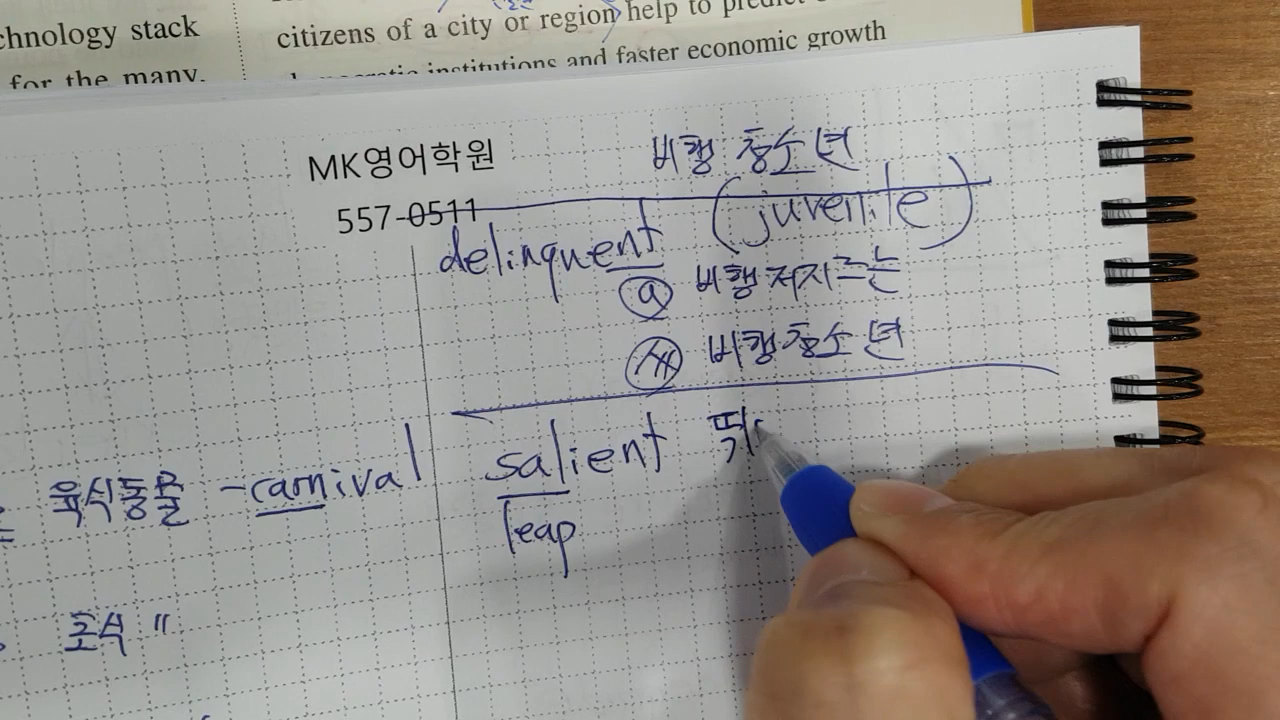 chnology stack
for the many.
citizens of a city or region help to predict
institutions and faster economic growth
MK영어학원
557-0511
비행 청소년
delinquent (juvenile)
ⓐ 비행 저지르는
비행청소년
육식동물 -carnival
salient
leap
초식 "